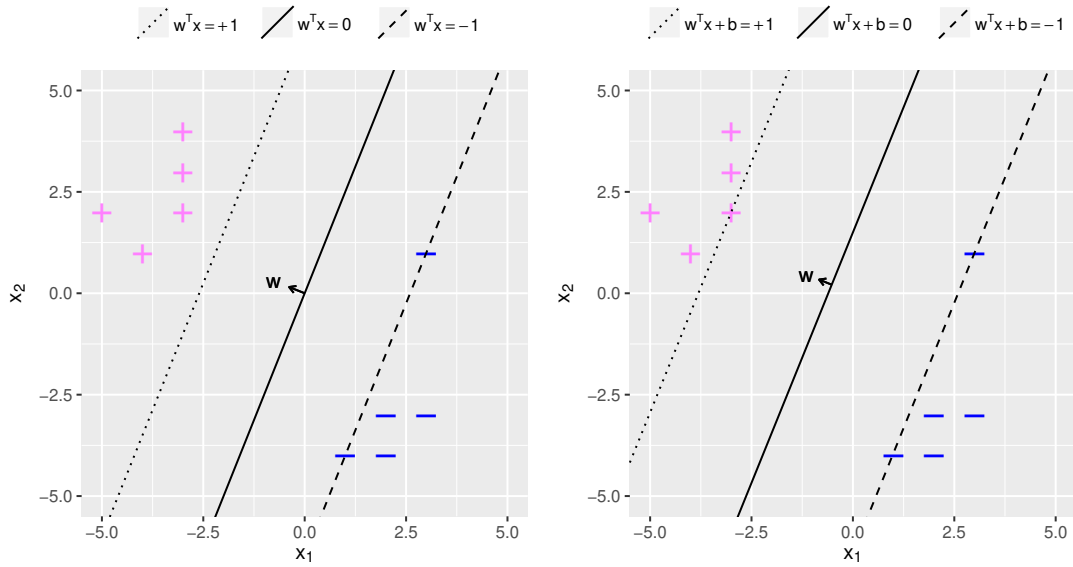 wᵀx = +1 wᵀx = 0 wᵀx = −1
5.0
2.5
0.0
−2.5
−5.0
x₂
w
−5.0 −2.5 0.0 2.5 5.0
x₁
wᵀx + b = +1 wᵀx + b = 0 wᵀx + b = −1
5.0
2.5
0.0
−2.5
−5.0
x₂
w
−5.0 −2.5 0.0 2.5 5.0
x₁